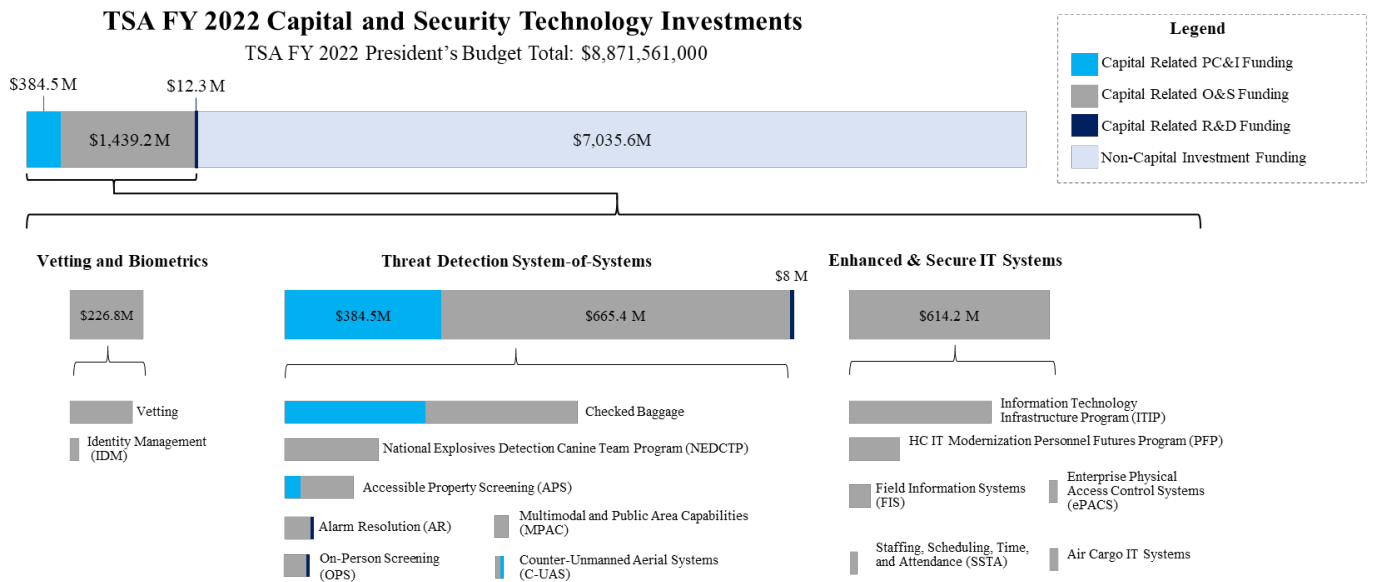 TSA FY 2022 Capital and Security Technology Investments
TSA FY 2022 President's Budget Total: $8,871,561,000
Legend
Capital Related PC&I Funding
Capital Related O&S Funding
Capital Related R&D Funding
Non-Capital Investment Funding
$384.5 M
$12.3 M
$1,439.2 M
$7,035.6M
Vetting and Biometrics
$226.8M
Vetting
Identity Management
(IDM)
Threat Detection System-of-Systems
$8 M
$384.5M
$665.4 M
Checked Baggage
National Explosives Detection Canine Team Program (NEDCTP)
Accessible Property Screening (APS)
Alarm Resolution (AR)
Multimodal and Public Area Capabilities
(MPAC)
On-Person Screening
(OPS)
Counter-Unmanned Aerial Systems
(C-UAS)
Enhanced & Secure IT Systems
$614.2 M
Information Technology
Infrastructure Program (ITIP)
HC IT Modernization Personnel Futures Program (PFP)
Field Information Systems
(FIS)
Enterprise Physical
Access Control Systems
(ePACS)
Staffing, Scheduling, Time,
and Attendance (SSTA)
Air Cargo IT Systems